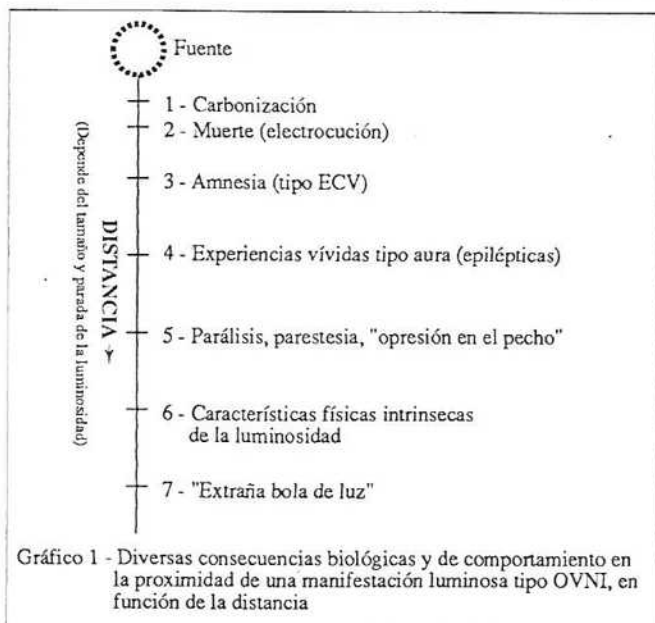 Fuente
1 - Carbonización
2 - Muerte (electrocución)
3 - Amnesia (tipo ECV)
DISTANCIA
(Depende del tamaño y parada de la luminosidad)
4 - Experiencias vívidas tipo aura (epilépticas)
5 - Parálisis, parestesia, "opresión en el pecho"
6 - Características físicas intrinsecas
de la luminosidad
7 - "Extraña bola de luz"
Gráfico 1 - Diversas consecuencias biológicas y de comportamiento en
la proximidad de una manifestación luminosa tipo OVNI, en
función de la distancia